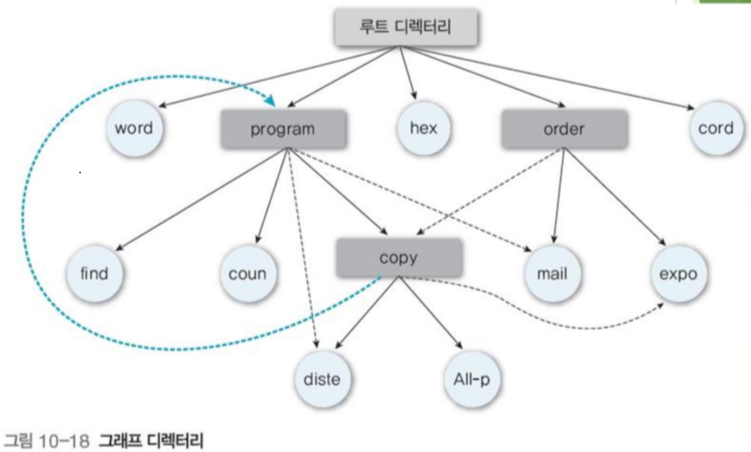 루트 디렉터리
word
program
hex
order
cord
find
coun
copy
mail
expo
diste
All-p
그림 10-18 그래프 디렉터리